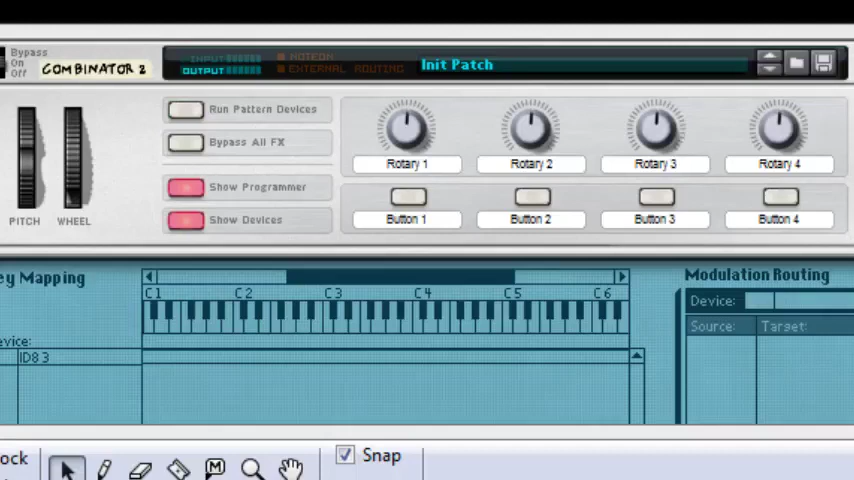 Bypass
On
Off
COMBINATOR 2
INPUT
OUTPUT
NOTEON
EXTERNAL ROUTING
Init Patch
Run Pattern Devices
Bypass All FX
Show Programmer
Show Devices
PITCH
WHEEL
Rotary 1
Rotary 2
Rotary 3
Rotary 4
Button 1
Button 2
Button 3
Button 4
ey Mapping
C1 C2 C3 C4 C5 C6
Modulation Routing
Device:
Source: Target:
evice:
ID8 3
ock
M
Snap